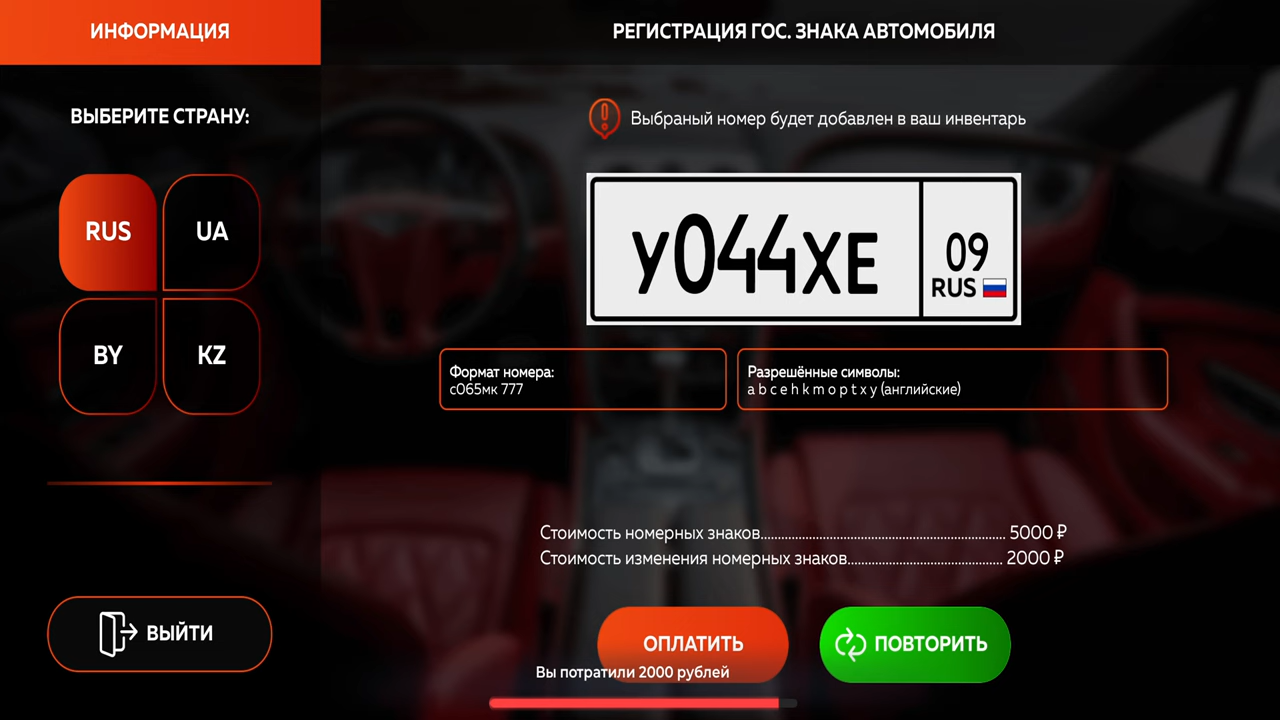 ИНФОРМАЦИЯ
РЕГИСТРАЦИЯ ГОС. ЗНАКА АВТОМОБИЛЯ
ВЫБЕРИТЕ СТРАНУ:
RUS
UA
BY
KZ
ВЫЙТИ
Выбраный номер будет добавлен в ваш инвентарь
У044ХЕ
09
RUS
Формат номера:
с065мк 777
Разрешённые символы:
a b c e h k m o p t x y (английские)
Стоимость номерных знаков....................................................................... 5000 ₽
Стоимость изменения номерных знаков............................................. 2000 ₽
ОПЛАТИТЬ
ПОВТОРИТЬ
Вы потратили 2000 рублей